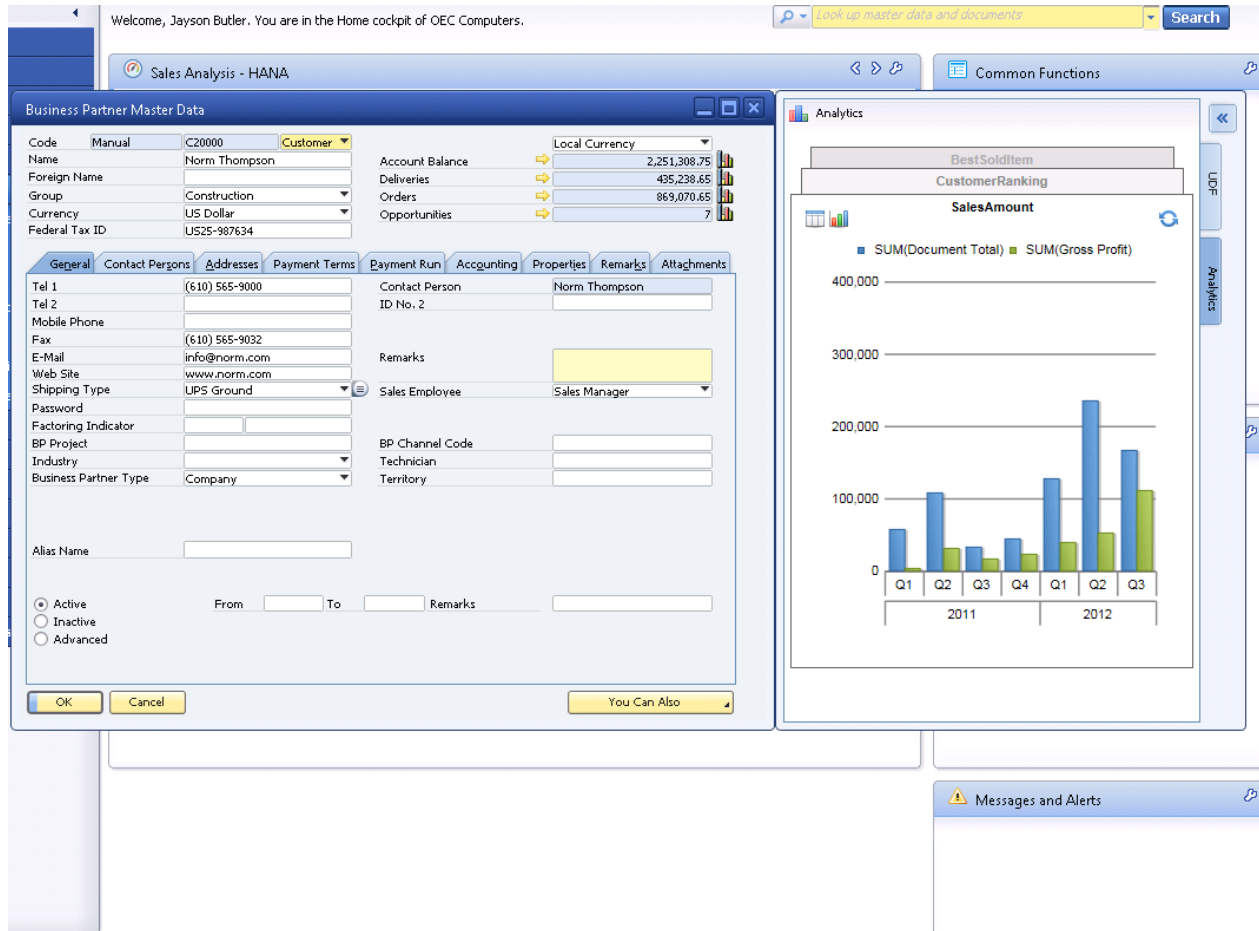 Welcome, Jayson Butler. You are in the Home cockpit of OEC Computers.
Look up master data and documents
Search
Sales Analysis - HANA
Common Functions
Business Partner Master Data
Code Manual C20000 Customer
Local Currency
Name Norm Thompson
Account Balance 2,251,308.75
Foreign Name
Deliveries 435,238.65
Group Construction
Orders 869,070.65
Currency US Dollar
Opportunities 7
Federal Tax ID US25-987634
General Contact Persons Addresses Payment Terms Payment Run Accounting Properties Remarks Attachments
Tel 1 (610) 565-9000
Contact Person Norm Thompson
Tel 2
ID No. 2
Mobile Phone
Fax (610) 565-9032
E-Mail info@norm.com
Remarks
Web Site www.norm.com
Shipping Type UPS Ground
Sales Employee Sales Manager
Password
Factoring Indicator
BP Project
BP Channel Code
Industry
Technician
Business Partner Type Company
Territory
Alias Name
Active From To Remarks
Inactive
Advanced
OK Cancel You Can Also
Analytics
BestSoldItem
CustomerRanking
SalesAmount
SUM(Document Total) SUM(Gross Profit)
400,000
300,000
200,000
100,000
0
Q1 Q2 Q3 Q4 Q1 Q2 Q3
2011 2012
UDF
Analytics
Messages and Alerts